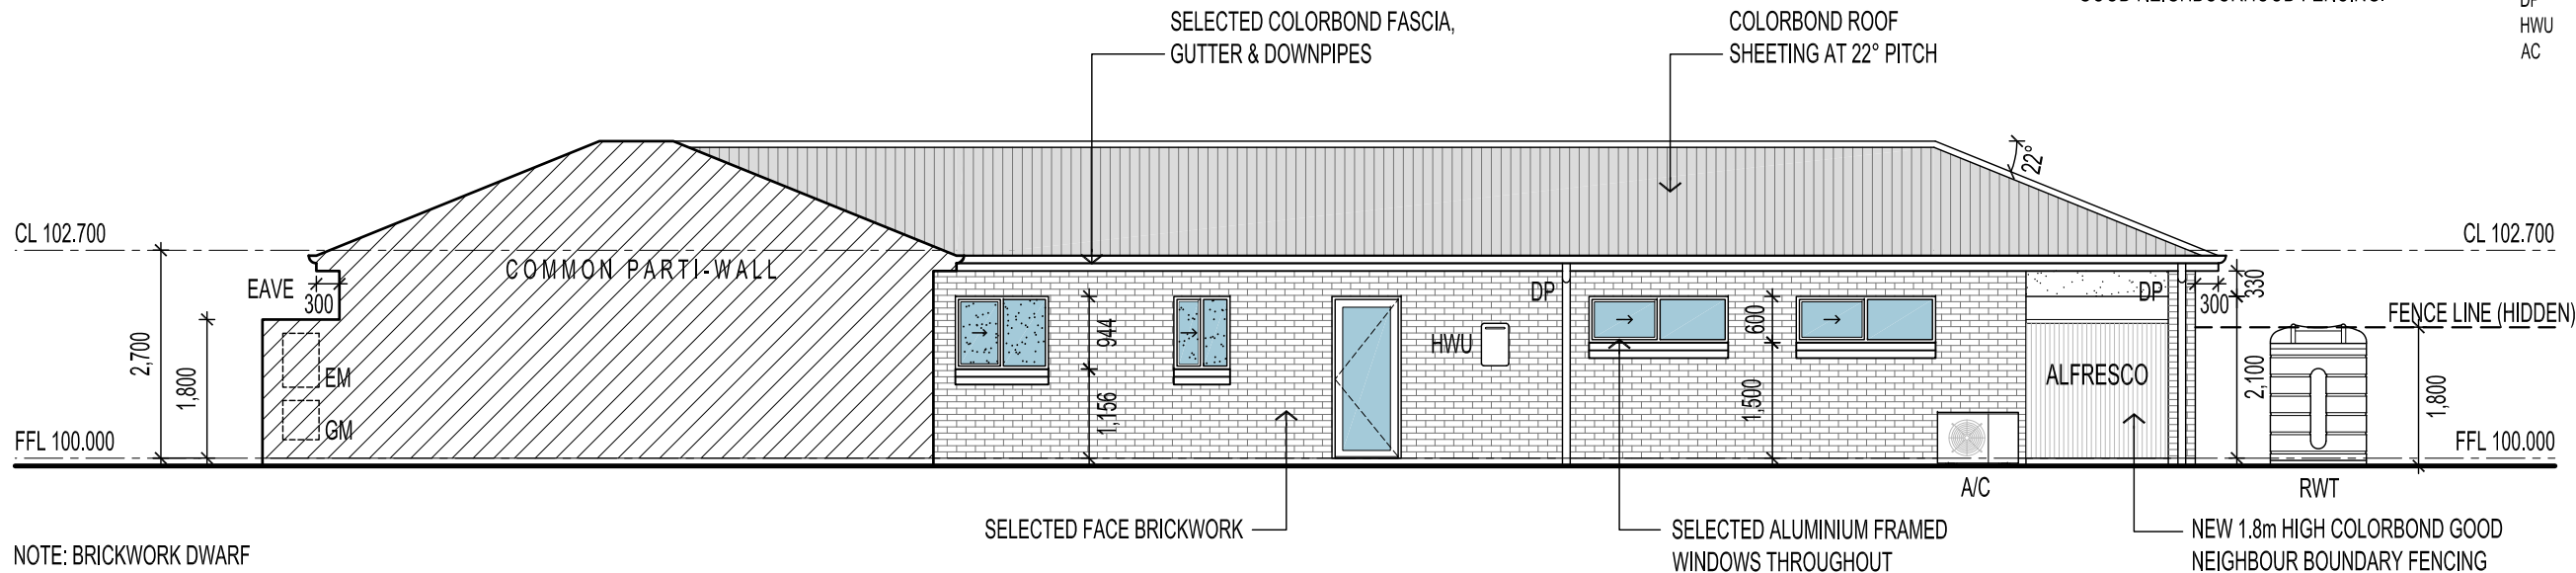 SELECTED COLORBOND FASCIA,
GUTTER & DOWNPIPES
COLORBOND ROOF
SHEETING AT 22° PITCH
DP
HWU
AC
22°
CL 102.700
CL 102.700
COMMON PARTI-WALL
EAVE
300
DP
DP
300
330
FENCE LINE (HIDDEN)
2,700
1,800
EM
GM
944
1,156
HWU
600
1,500
ALFRESCO
2,100
1,800
FFL 100.000
FFL 100.000
A/C
RWT
SELECTED FACE BRICKWORK
SELECTED ALUMINIUM FRAMED
WINDOWS THROUGHOUT
NEW 1.8m HIGH COLORBOND GOOD
NEIGHBOUR BOUNDARY FENCING
NOTE: BRICKWORK DWARF